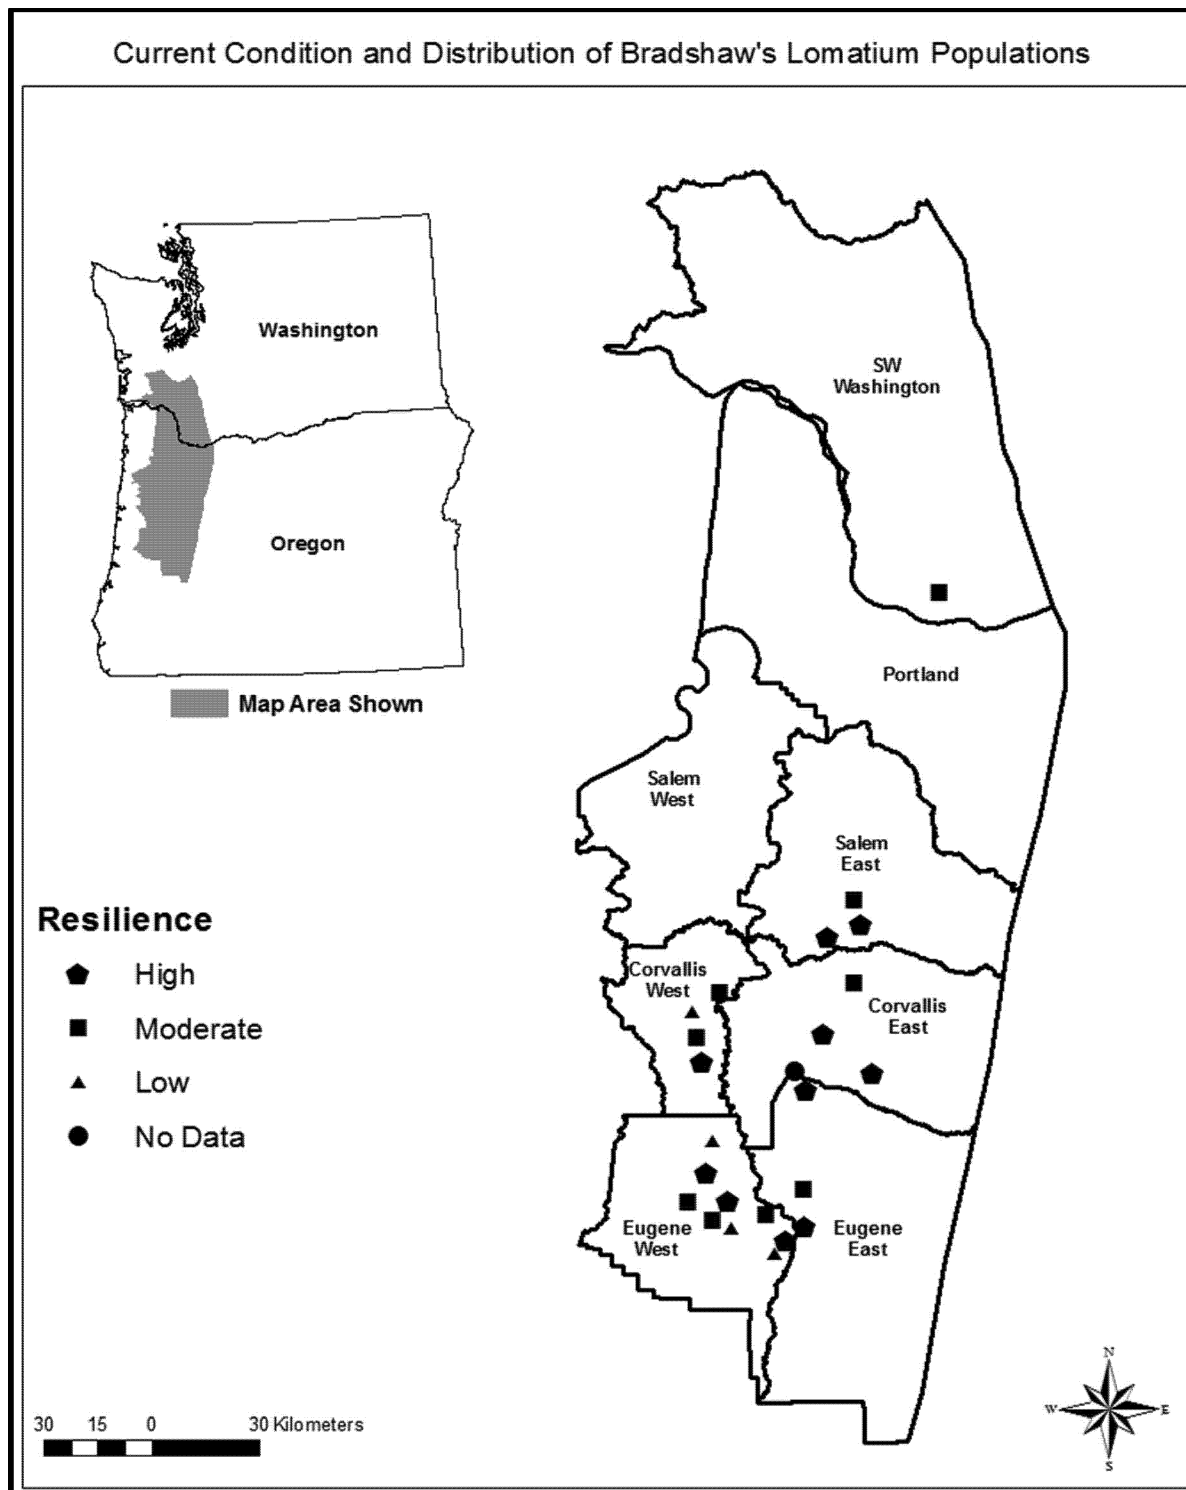 Current Condition and Distribution of Bradshaw's Lomatium Populations
Washington
Oregon
Map Area Shown
SW
Washington
Portland
Salem
West
Salem
East
Corvallis
West
Corvallis
East
Eugene
West
Eugene
East
Resilience
High
Moderate
Low
No Data
30 15 0 30 Kilometers
N
W E
S